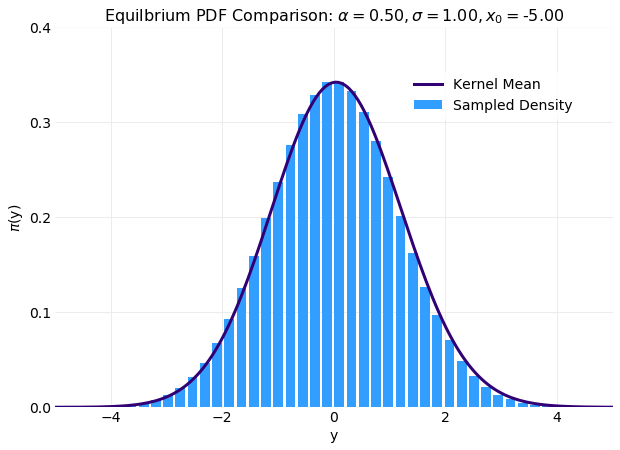 Equilbrium PDF Comparison: α = 0.50, σ = 1.00, x₀ = -5.00
0.4
0.3
0.2
0.1
0.0
π(y)
Kernel Mean
Sampled Density
−4
−2
0
2
4
y